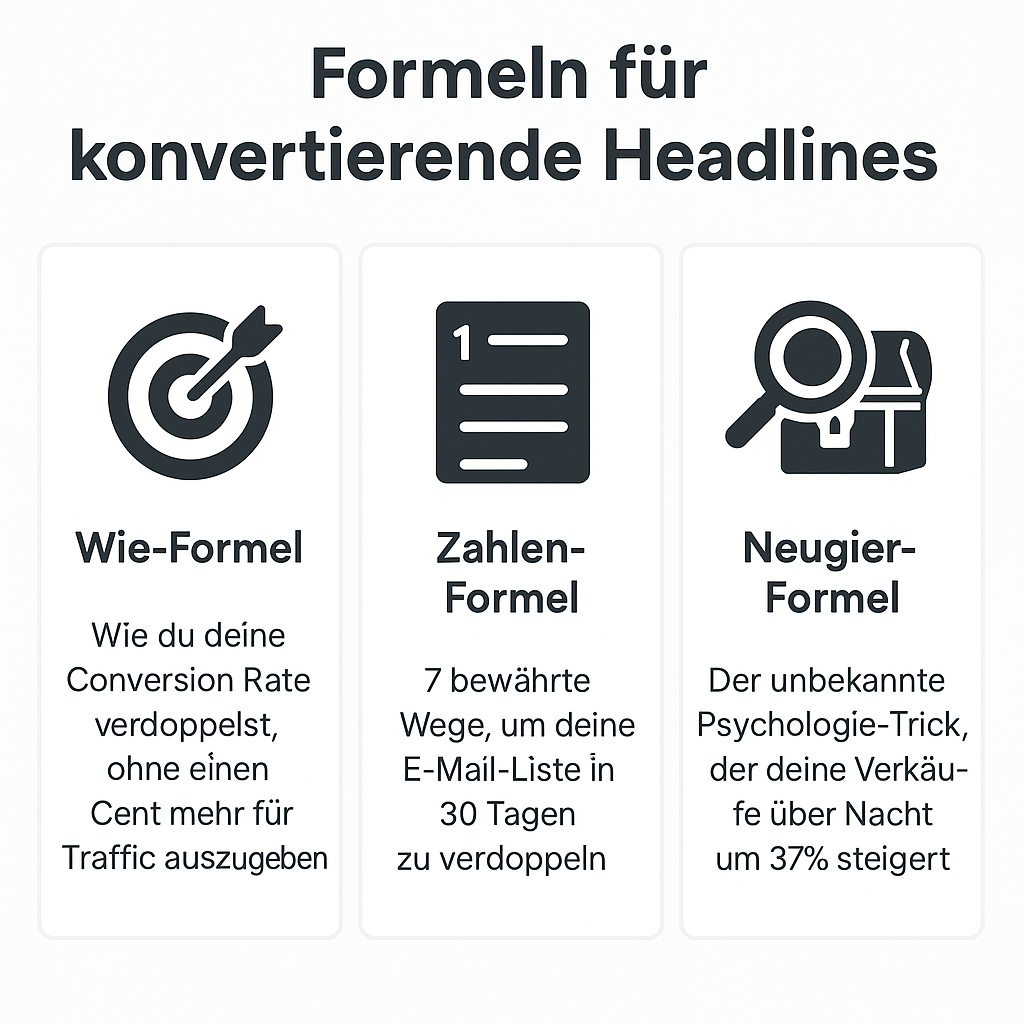 Formeln für
konvertierende Headlines
1
Wie-Formel
Wie du deine
Conversion Rate
verdoppelst,
ohne einen
Cent mehr für
Traffic auszugeben
Zahlen-
Formel
7 bewährte
Wege, um deine
E-Mail-Liste in
30 Tagen
zu verdoppeln
Neugier-
Formel
Der unbekannte
Psychologie-Trick,
der deine Verkäu-
fe über Nacht
um 37% steigert